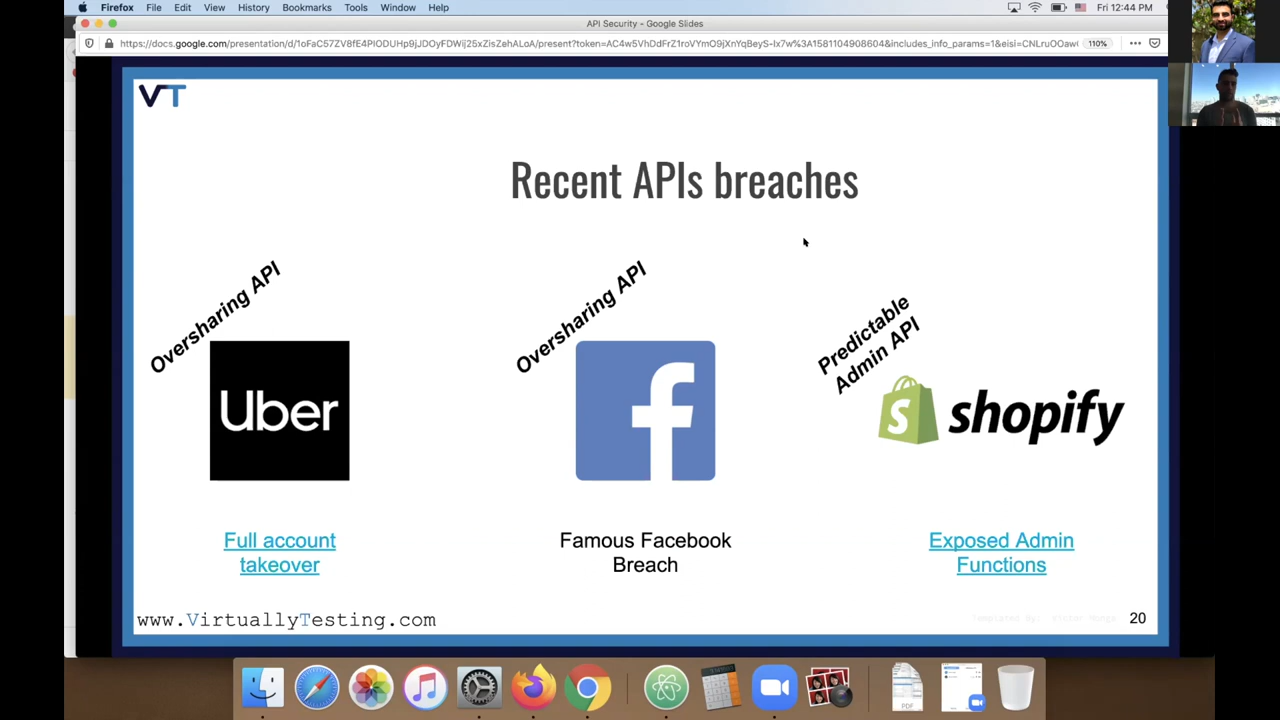 Firefox File Edit View History Bookmarks Tools Window Help Fri 12:44 PM
API Security - Google Slides
110%
VT
Recent APIs breaches
Oversharing API
Oversharing API
Predictable
Admin API
Uber
f
S shopify
Full account
takeover
Famous Facebook
Breach
Exposed Admin
Functions
www.VirtuallyTesting.com
20
PDF